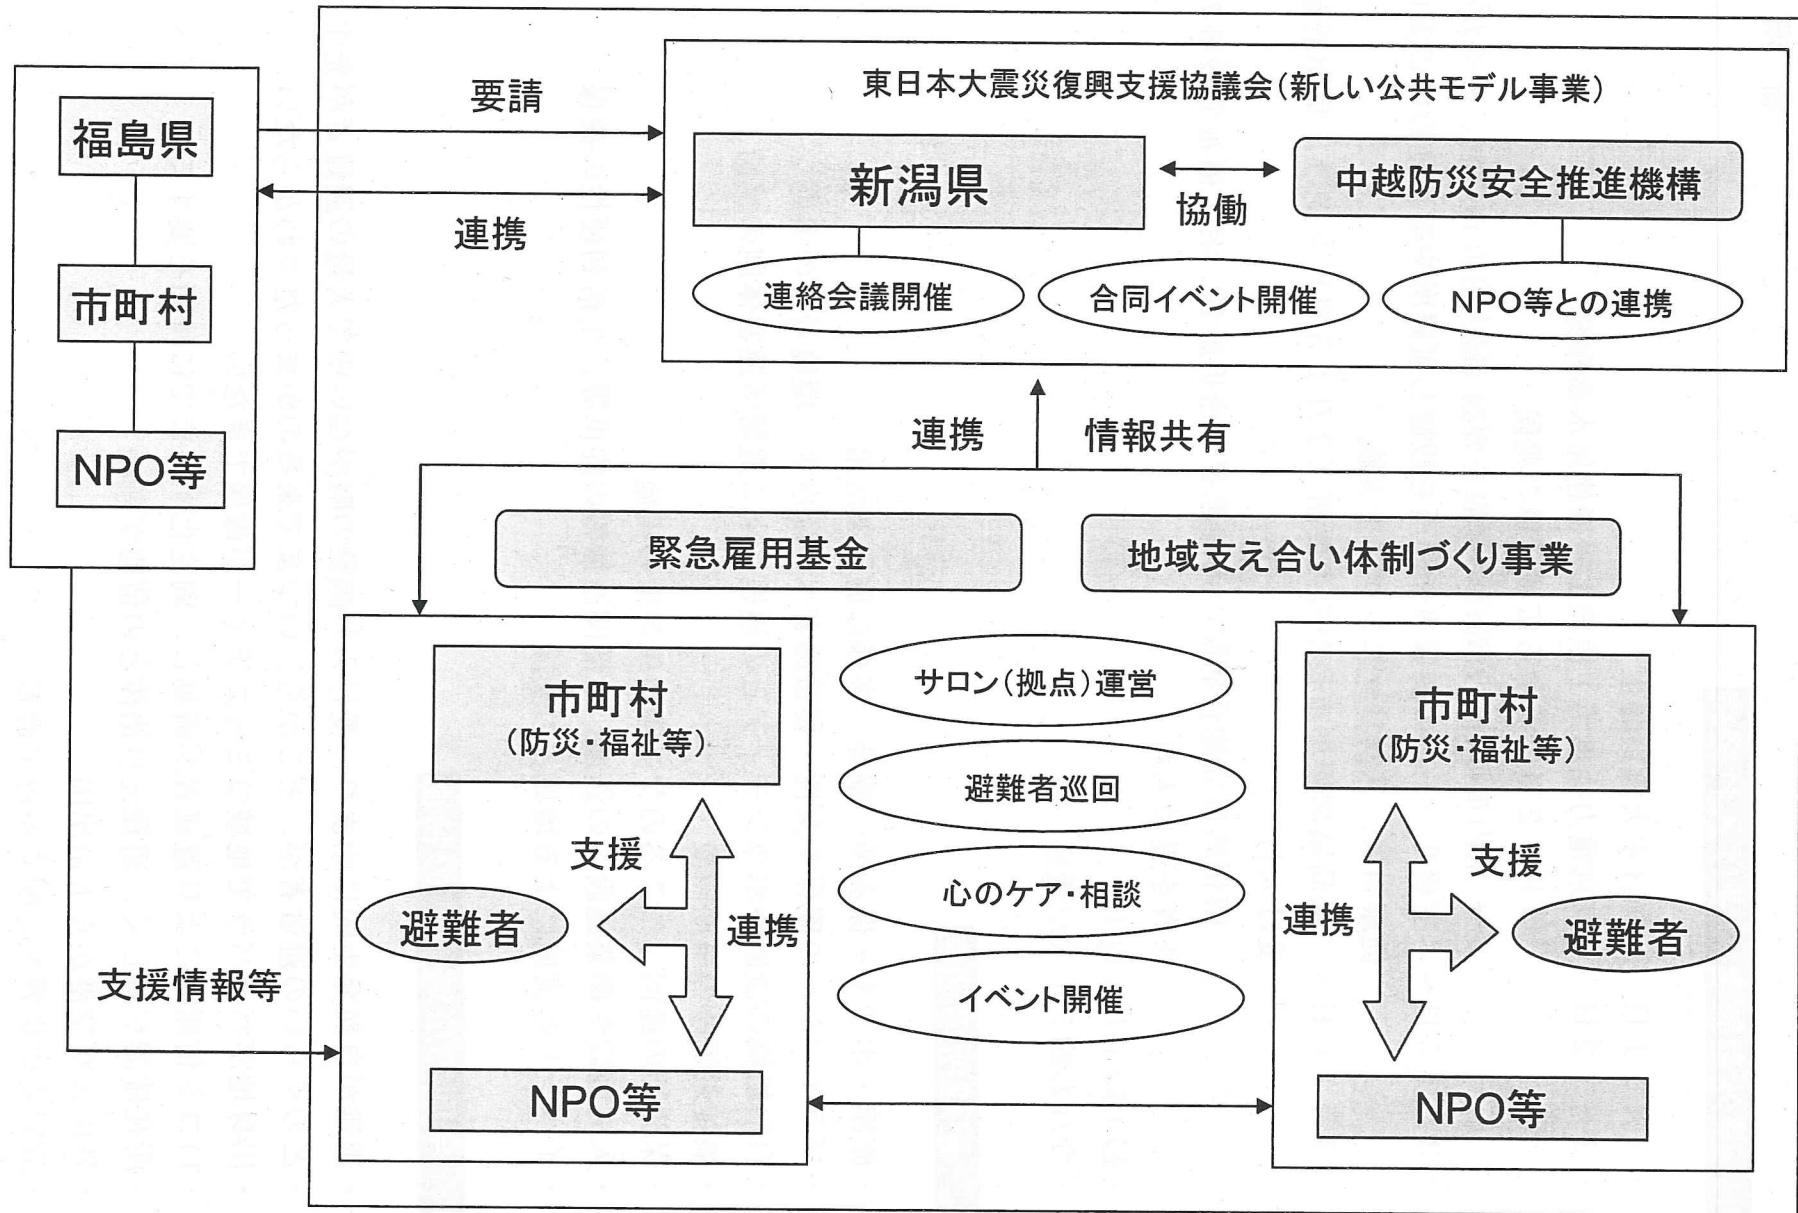 福島県
市町村
NPO等
要請
連携
東日本大震災復興支援協議会(新しい公共モデル事業)
新潟県
協働
中越防災安全推進機構
連絡会議開催
合同イベント開催
NPO等との連携
連携
情報共有
緊急雇用基金
地域支え合い体制づくり事業
市町村
(防災・福祉等)
支援
避難者
連携
NPO等
サロン(拠点)運営
避難者巡回
心のケア・相談
イベント開催
市町村
(防災・福祉等)
支援
連携
避難者
NPO等
支援情報等